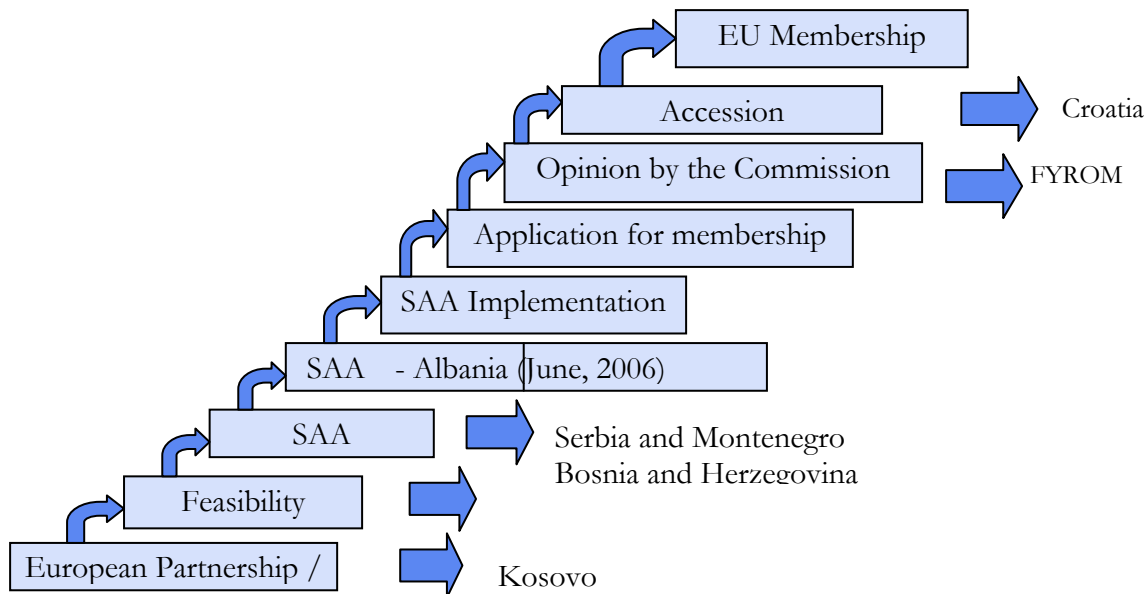 EU Membership
Accession
Croatia
Opinion by the Commission
FYROM
Application for membership
SAA Implementation
SAA - Albania (June, 2006)
SAA
Serbia and Montenegro
Bosnia and Herzegovina
Feasibility
European Partnership /
Kosovo